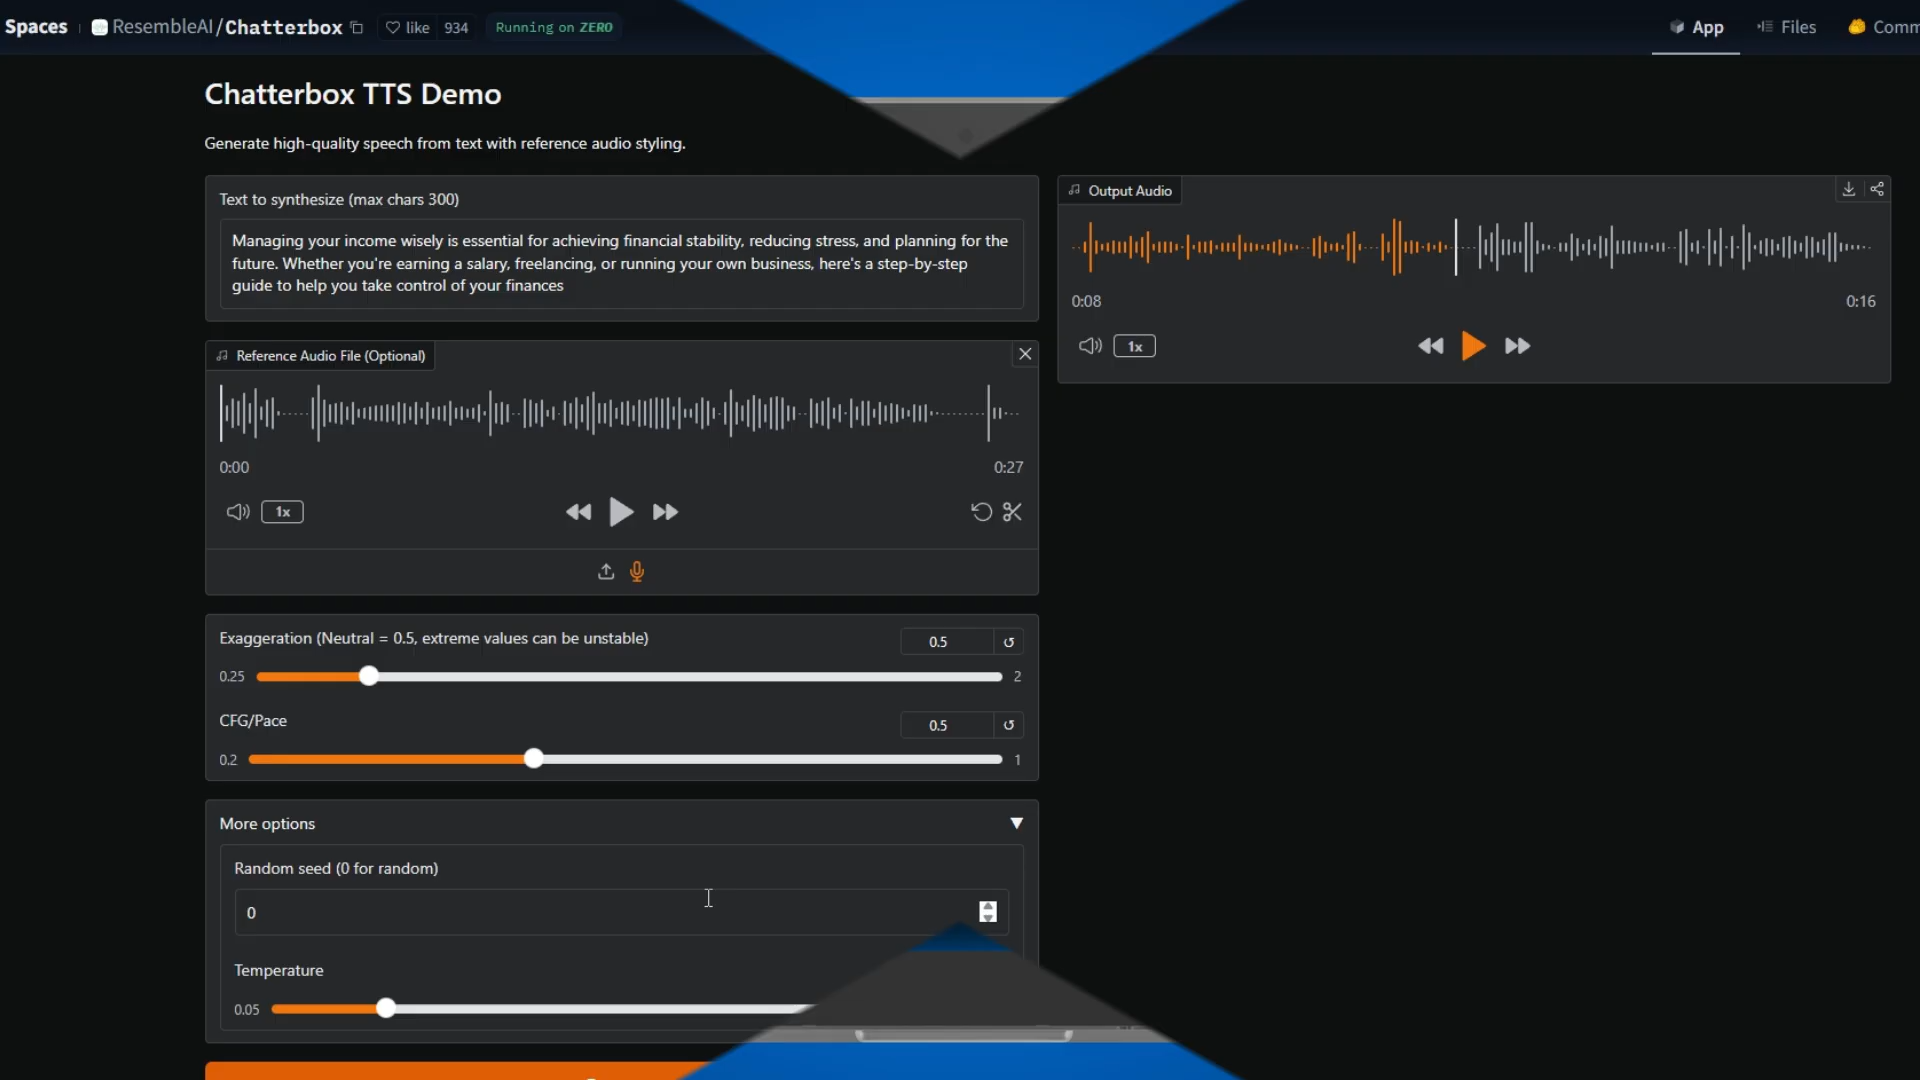 Spaces
ResembleAI/Chatterbox
like 934
Running on ZERO
App
Files
Comm
Chatterbox TTS Demo
Generate high-quality speech from text with reference audio styling.
Text to synthesize (max chars 300)
Managing your income wisely is essential for achieving financial stability, reducing stress, and planning for the
future. Whether you're earning a salary, freelancing, or running your own business, here's a step-by-step
guide to help you take control of your finances
Output Audio
0:08
0:16
1x
Reference Audio File (Optional)
0:00
0:27
1x
Exaggeration (Neutral = 0.5, extreme values can be unstable)
0.5
0.25
2
CFG/Pace
0.5
0.2
1
More options
Random seed (0 for random)
0
Temperature
0.05